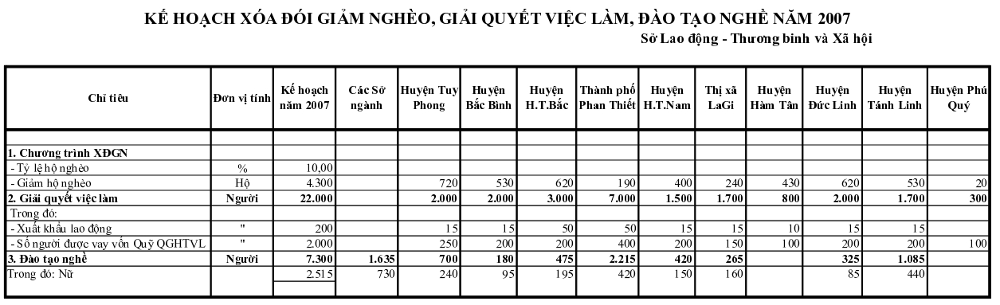 KẾ HOẠCH XÓA ĐÓI GIẢM NGHÈO, GIẢI QUYẾT VIỆC LÀM, ĐÀO TẠO NGHỀ NĂM 2007
Sở Lao động - Thương binh và Xã hội
Chỉ tiêu Đơn vị tính Kế hoạch năm 2007 Các Sở ngành Huyện Tuy Phong Huyện Bắc Bình Huyện H.T.Bắc Thành phố Phan Thiết Huyện H.T.Nam Thị xã LaGi Huyện Hàm Tân Huyện Đức Linh Huyện Tánh Linh Huyện Phú Quý
1. Chương trình XĐGN
- Tỷ lệ hộ nghèo % 10,00
- Giảm hộ nghèo Hộ 4.300 720 530 620 190 400 240 430 620 530 20
2. Giải quyết việc làm Người 22.000 2.000 2.000 3.000 7.000 1.500 1.700 800 2.000 1.700 300
Trong đó:
- Xuất khẩu lao động " 200 15 15 50 50 15 15 10 15 15
- Số người được vay vốn Quỹ QGHTVL " 2.000 250 200 200 400 200 150 100 200 200 100
3. Đào tạo nghề Người 7.300 1.635 700 180 475 2.215 420 265 325 1.085
Trong đó: Nữ 2.515 730 240 95 195 420 150 160 85 440